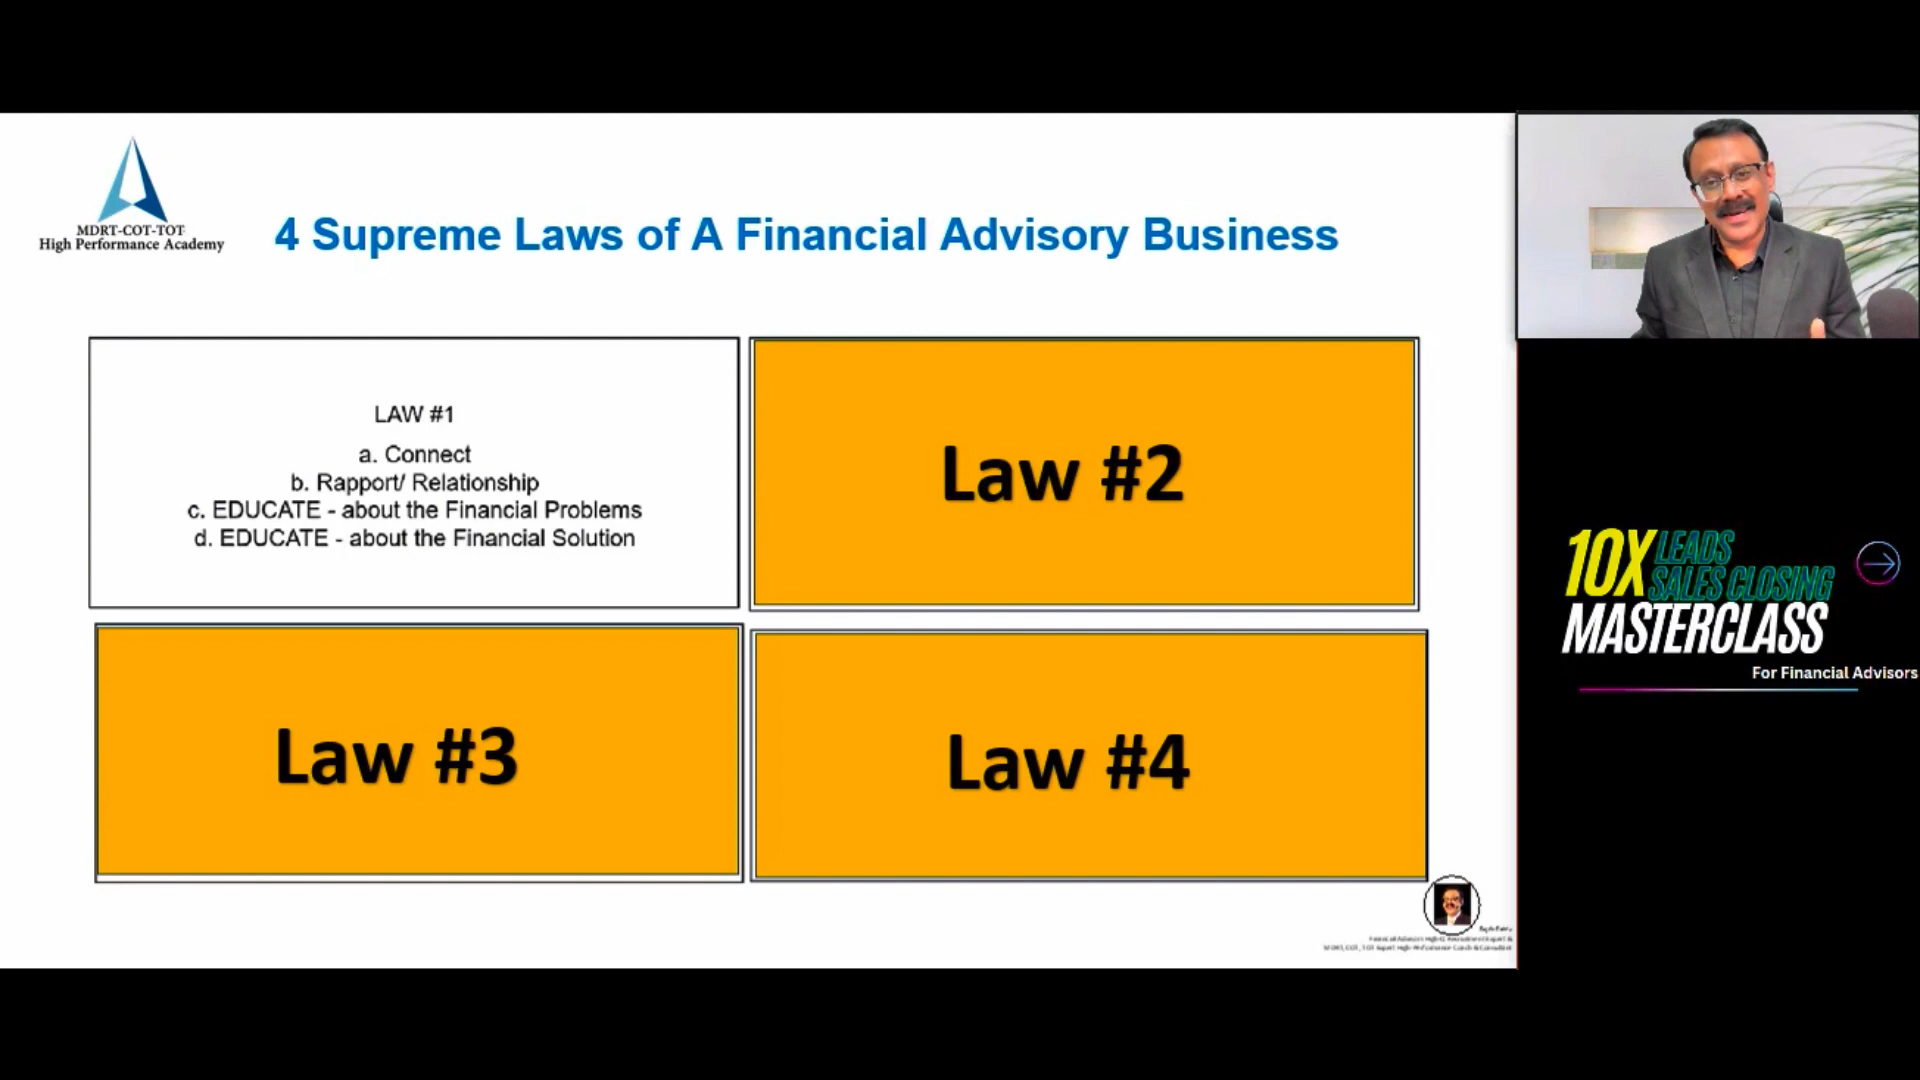 MDRT-COT-TOT
High Performance Academy
4 Supreme Laws of A Financial Advisory Business
LAW #1
a. Connect
b. Rapport/ Relationship
c. EDUCATE - about the Financial Problems
d. EDUCATE - about the Financial Solution
Law #2
Law #3
Law #4
10X LEADS
SALES CLOSING
MASTERCLASS
For Financial Advisors